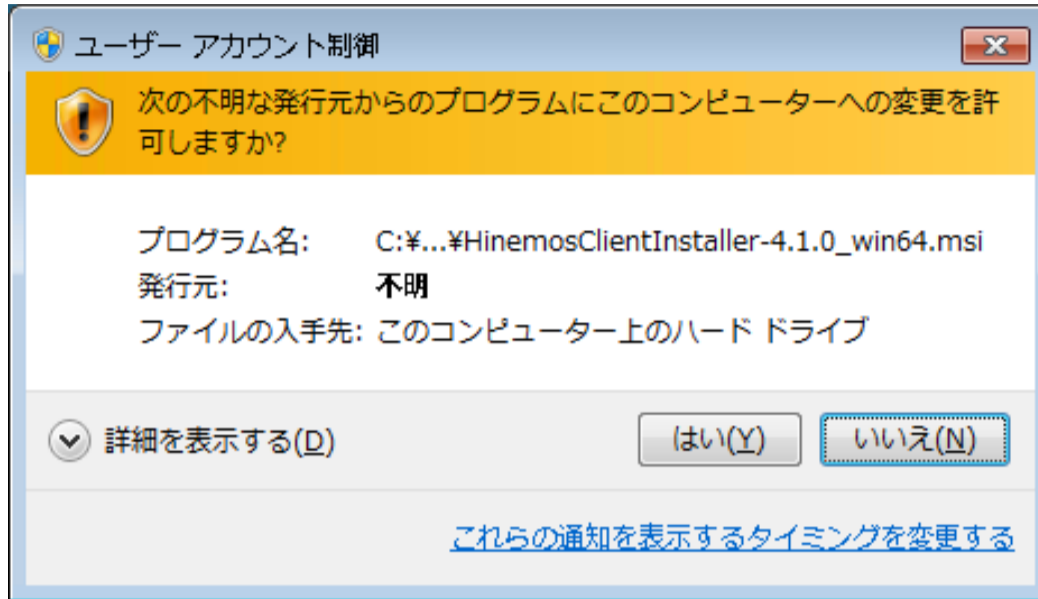 ユーザー アカウント制御
次の不明な発行元からのプログラムにこのコンピューターへの変更を許
可しますか?
プログラム名: C:¥...¥HinemosClientInstaller-4.1.0_win64.msi
発行元: 不明
ファイルの入手先: このコンピューター上のハード ドライブ
詳細を表示する(D) はい(Y) いいえ(N)
これらの通知を表示するタイミングを変更する